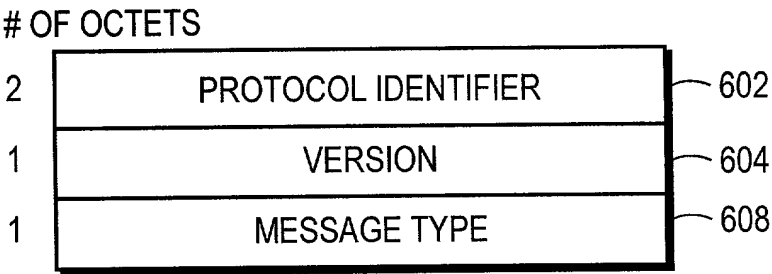 # OF OCTETS
2 PROTOCOL IDENTIFIER 602
1 VERSION 604
1 MESSAGE TYPE 608